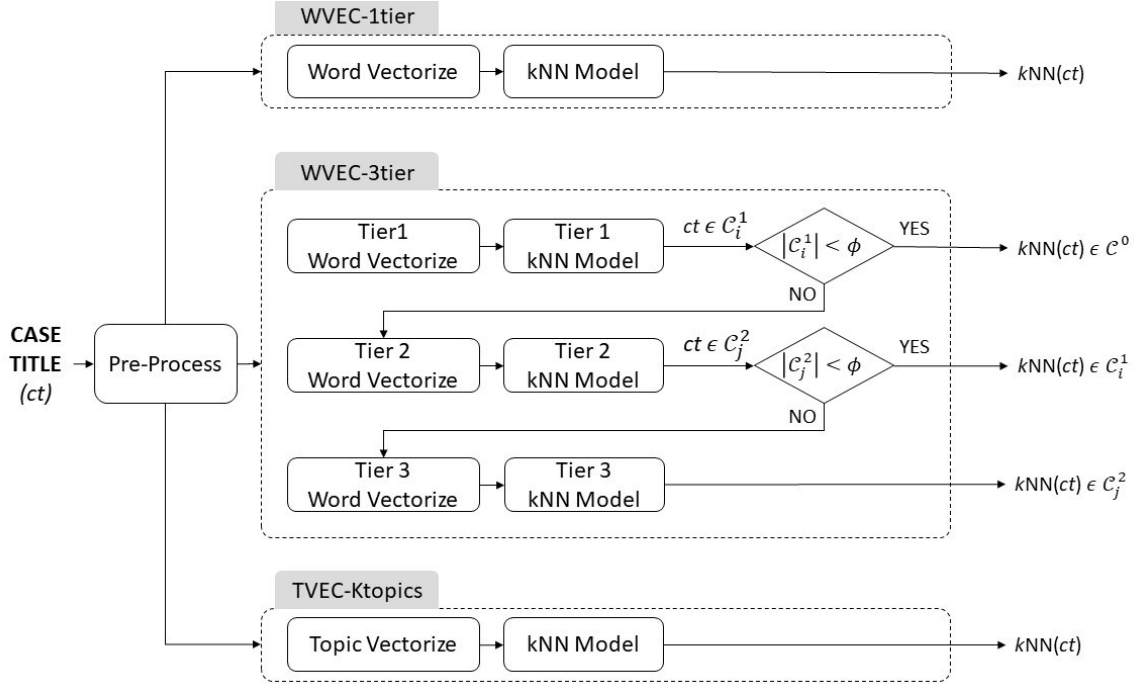 WVEC-1tier
Word Vectorize
kNN Model
kNN(ct)
WVEC-3tier
Tier1
Word Vectorize
Tier 1
kNN Model
ct ϵ 𝒞_i^1
|𝒞_i^1| < ϕ
YES
kNN(ct) ϵ 𝒞^0
NO
CASE
TITLE
(ct)
Pre-Process
Tier 2
Word Vectorize
Tier 2
kNN Model
ct ϵ 𝒞_j^2
|𝒞_j^2| < ϕ
YES
kNN(ct) ϵ 𝒞_i^1
NO
Tier 3
Word Vectorize
Tier 3
kNN Model
kNN(ct) ϵ 𝒞_j^2
TVEC-Ktopics
Topic Vectorize
kNN Model
kNN(ct)